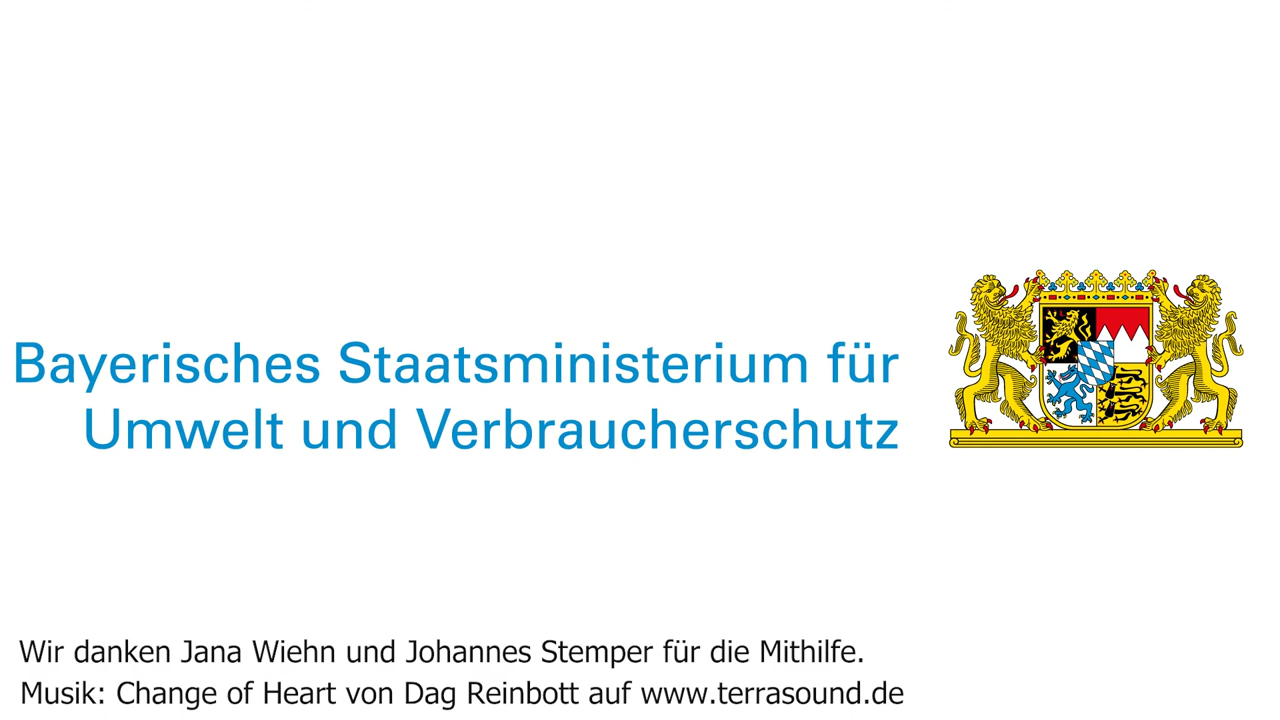 Bayerisches Staatsministerium für
Umwelt und Verbraucherschutz
Wir danken Jana Wiehn und Johannes Stemper für die Mithilfe.
Musik: Change of Heart von Dag Reinbott auf www.terrasound.de